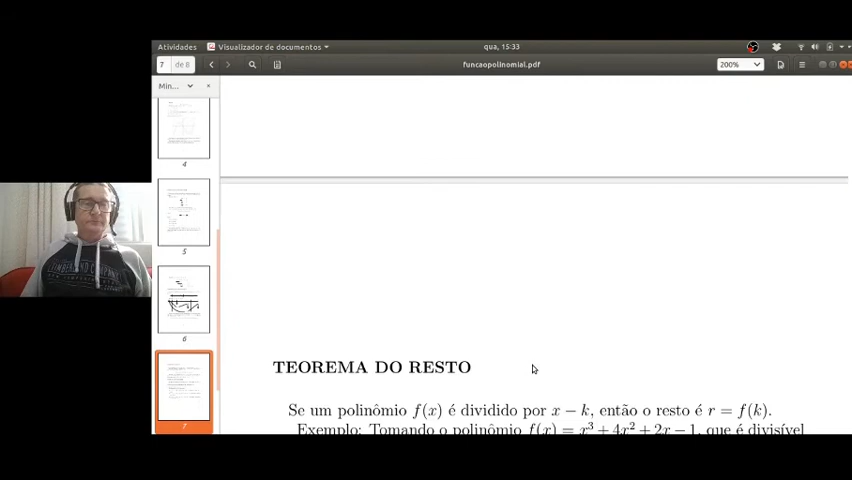 Atividades Visualizador de documentos qua, 15:33
7 de 8 funcaopolinomial.pdf 200%
Min...
4
5
6
7
TEOREMA DO RESTO
Se um polinômio f(x) é dividido por x − k, então o resto é r = f(k).
Exemplo: Tomando o polinômio f(x) = x³ + 4x² + 2x − 1, que é divisível